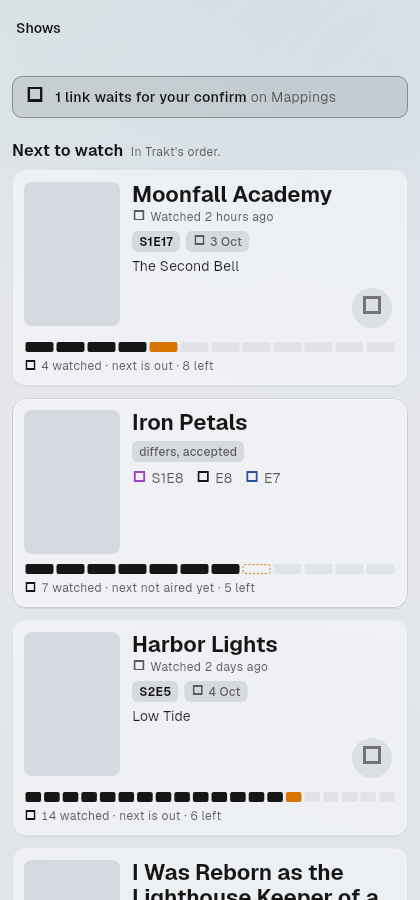 Shows
1 link waits for your confirm on Mappings
Next to watch In Trakt's order.
Moonfall Academy
Watched 2 hours ago
S1E17 3 Oct
The Second Bell
4 watched · next is out · 8 left
Iron Petals
differs, accepted
S1E8 E8 E7
7 watched · next not aired yet · 5 left
Harbor Lights
Watched 2 days ago
S2E5 4 Oct
Low Tide
14 watched · next is out · 6 left
I Was Reborn as the
Lighthouse Keeper of a